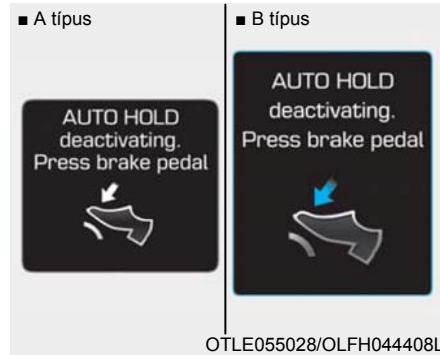 ■ A típus
AUTO HOLD
deactivating.
Press brake pedal
■ B típus
AUTO HOLD
deactivating.
Press brake pedal
OTLE055028/OLFH044408L